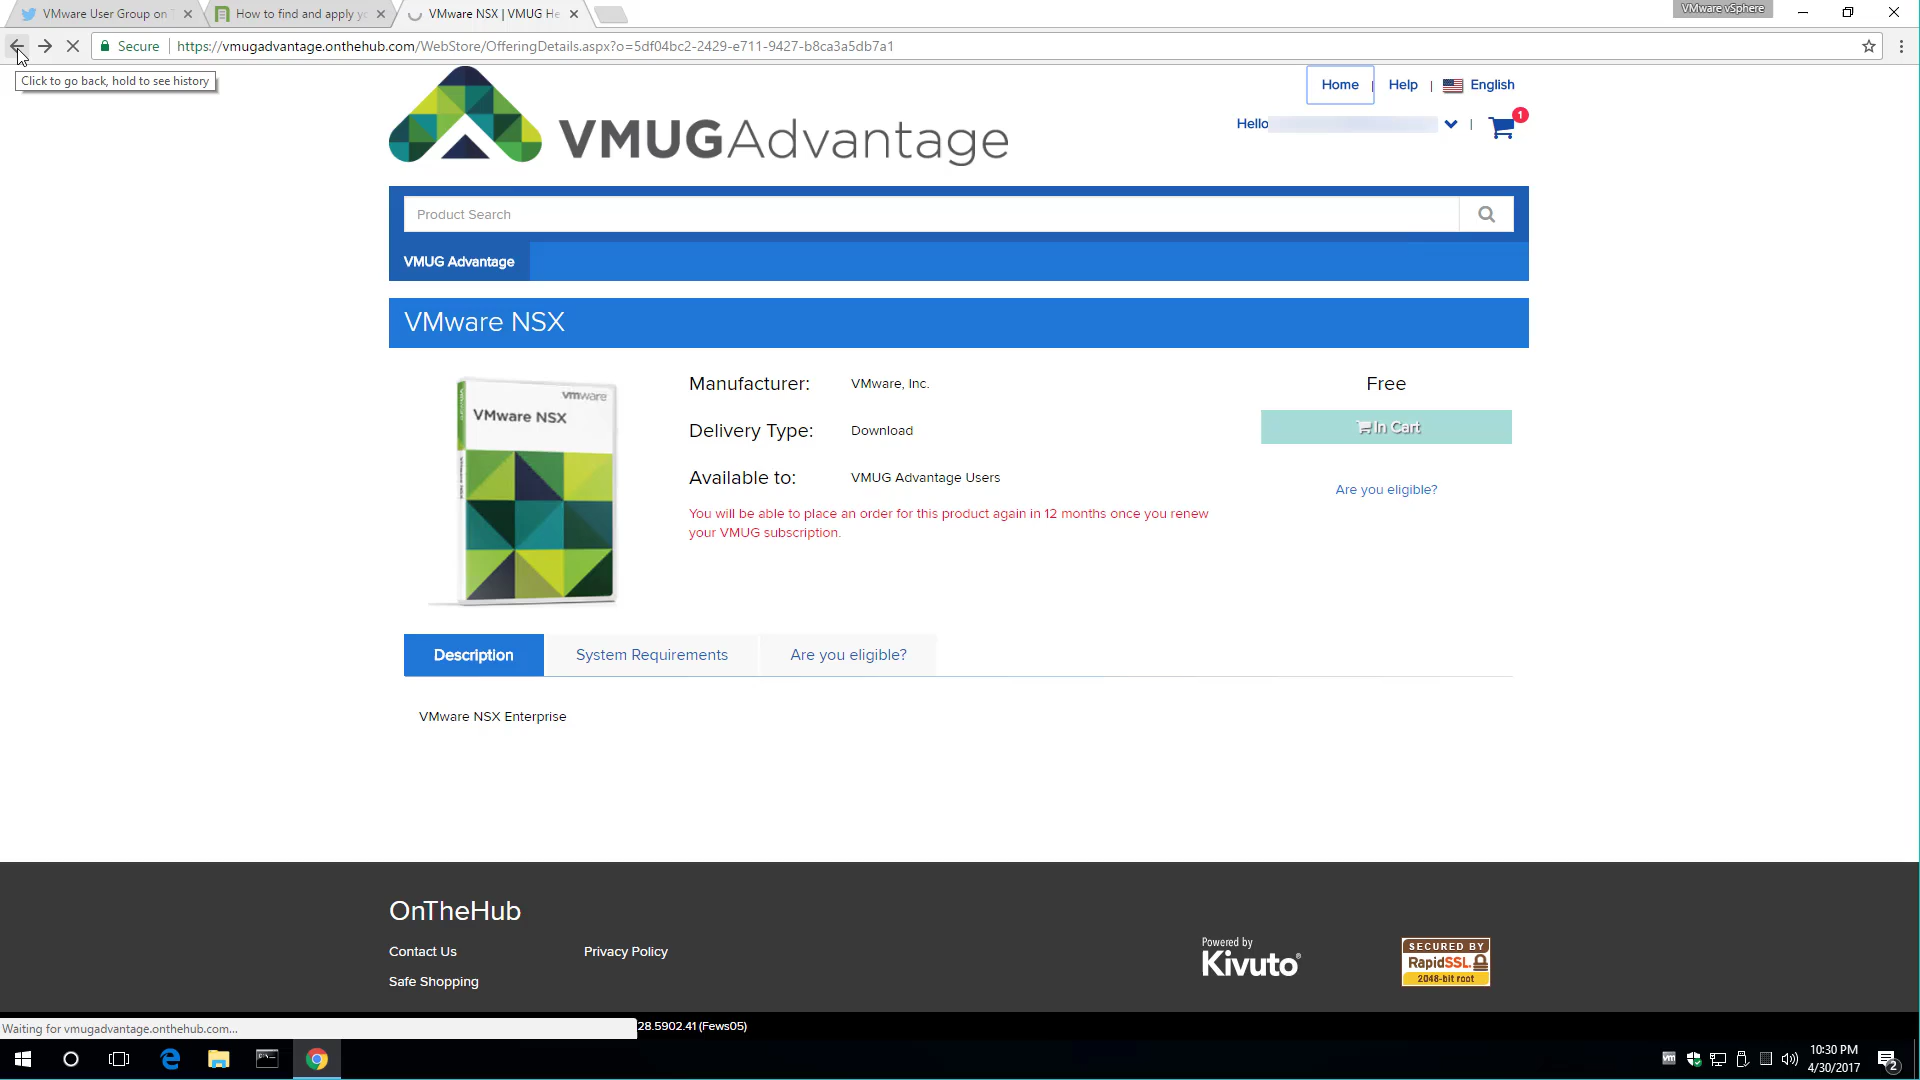 VMware User Group on T
How to find and apply yo
VMware NSX | VMUG He
VMware vSphere
Secure
https://vmugadvantage.onthehub.com/WebStore/OfferingDetails.aspx?o=5df04bc2-2429-e711-9427-b8ca3a5db7a1
Click to go back, hold to see history
Home | Help | English
VMUGAdvantage
Hello
|
1
Product Search
VMUG Advantage
VMware NSX
vmware
VMware NSX
Manufacturer: VMware, Inc.
Free
In Cart
Delivery Type: Download
Available to: VMUG Advantage Users
Are you eligible?
You will be able to place an order for this product again in 12 months once you renew
your VMUG subscription.
Description
System Requirements
Are you eligible?
VMware NSX Enterprise
OnTheHub
Contact Us
Privacy Policy
Safe Shopping
Powered by
Kivuto
SECURED BY
RapidSSL.
2048-bit root
Waiting for vmugadvantage.onthehub.com...
28.5902.41 (Fews05)
vm
10:30 PM
4/30/2017
2